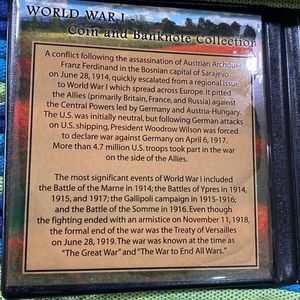 WORLD WAR I
Coin and Banknote Collection
A conflict following the assassination of Austrian Archduke
Franz Ferdinand in the Bosnian capital of Sarajevo
on June 28, 1914, quickly escalated from a regional issue
to World War I which spread across Europe. It pitted
the Allies (primarily Britain, France, and Russia) against
the Central Powers led by Germany and Austria-Hungary.
The U.S. was initially neutral, but following German attacks
on U.S. shipping, President Woodrow Wilson was forced
to declare war against Germany on April 6, 1917.
More than 4.7 million U.S. troops took part in the war
on the side of the Allies.
The most significant events of World War I included
the Battle of the Marne in 1914; the Battles of Ypres in 1914,
1915, and 1917; the Gallipoli campaign in 1915-1916;
and the Battle of the Somme in 1916. Even though
the fighting ended with an armistice on November 11, 1918,
the formal end of the war was the Treaty of Versailles
on June 28, 1919. The war was known at the time as
"The Great War" and "The War to End All Wars."